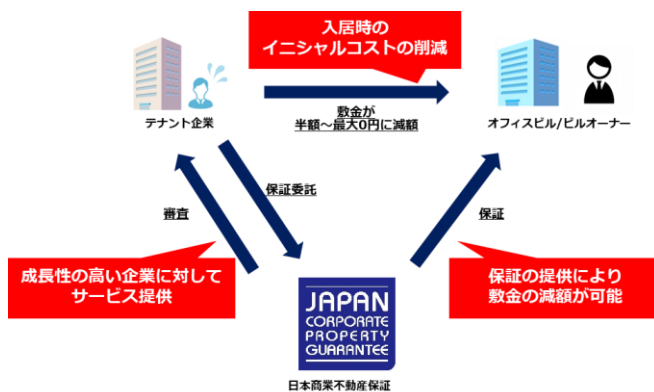 入居時の
イニシャルコストの削減
テナント企業
敷金が
半額～最大0円に減額
オフィスビル/ビルオーナー
審査
保証委託
保証
成長性の高い企業に対して
サービス提供
保証の提供により
敷金の減額が可能
JAPAN
CORPORATE
PROPERTY
GUARANTEE
日本商業不動産保証